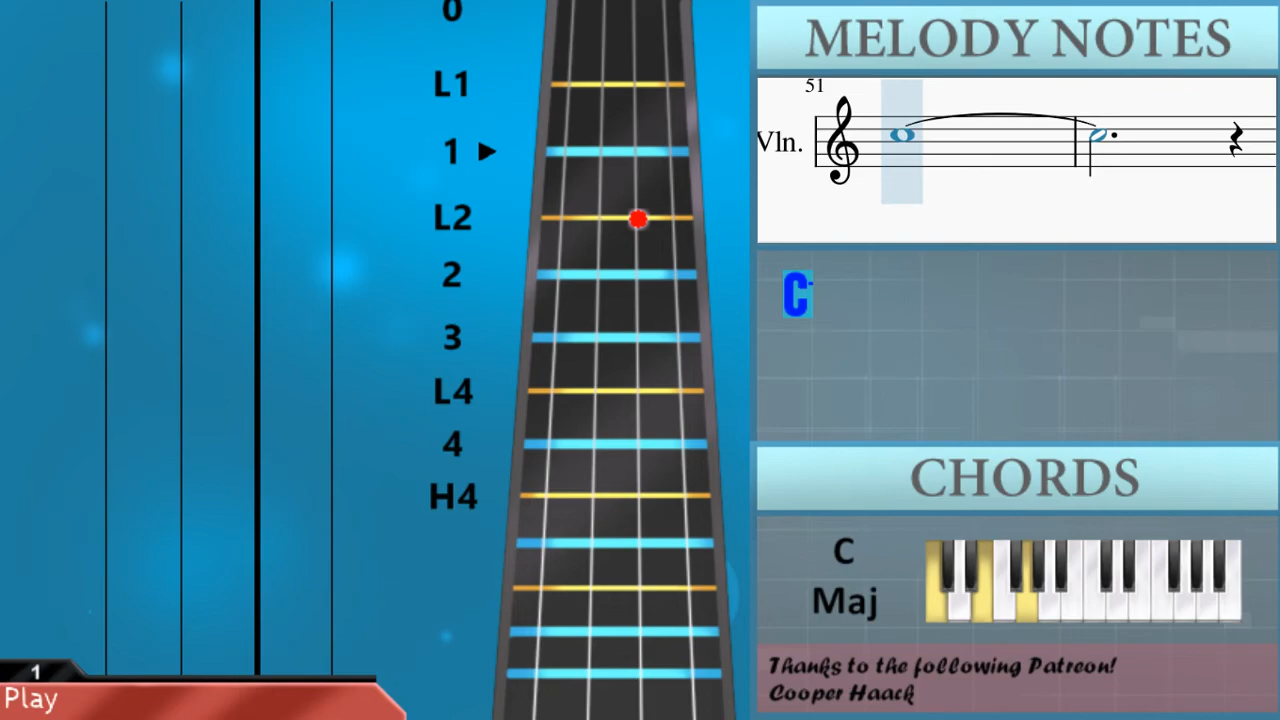 0
L1
1 ►
L2
2
3
L4
4
H4
1
Play
MELODY NOTES
51
Vln.
C
CHORDS
C
Maj
Thanks to the following Patreon!
Cooper Haack